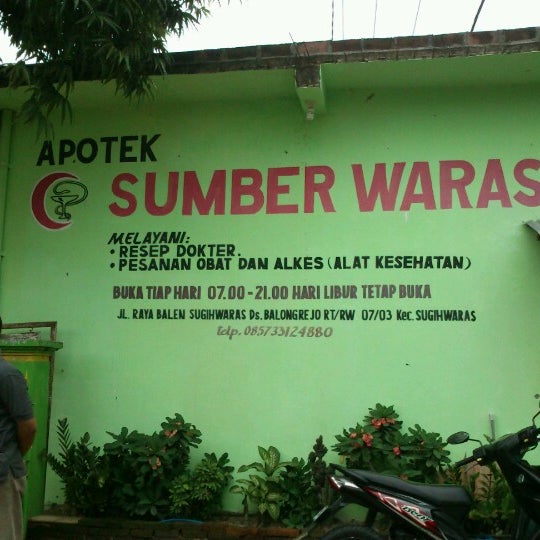 APOTEK
SUMBER WARAS
MELAYANI:
• RESEP DOKTER.
• PESANAN OBAT DAN ALKES (ALAT KESEHATAN)
BUKA TIAP HARI 07.00-21.00 HARI LIBUR TETAP BUKA
JL. RAYA BALEN SUGIHWARAS Ds. BALONGREJO RT/RW 07/03 Kec. SUGIHWARAS
telp. 085733124880